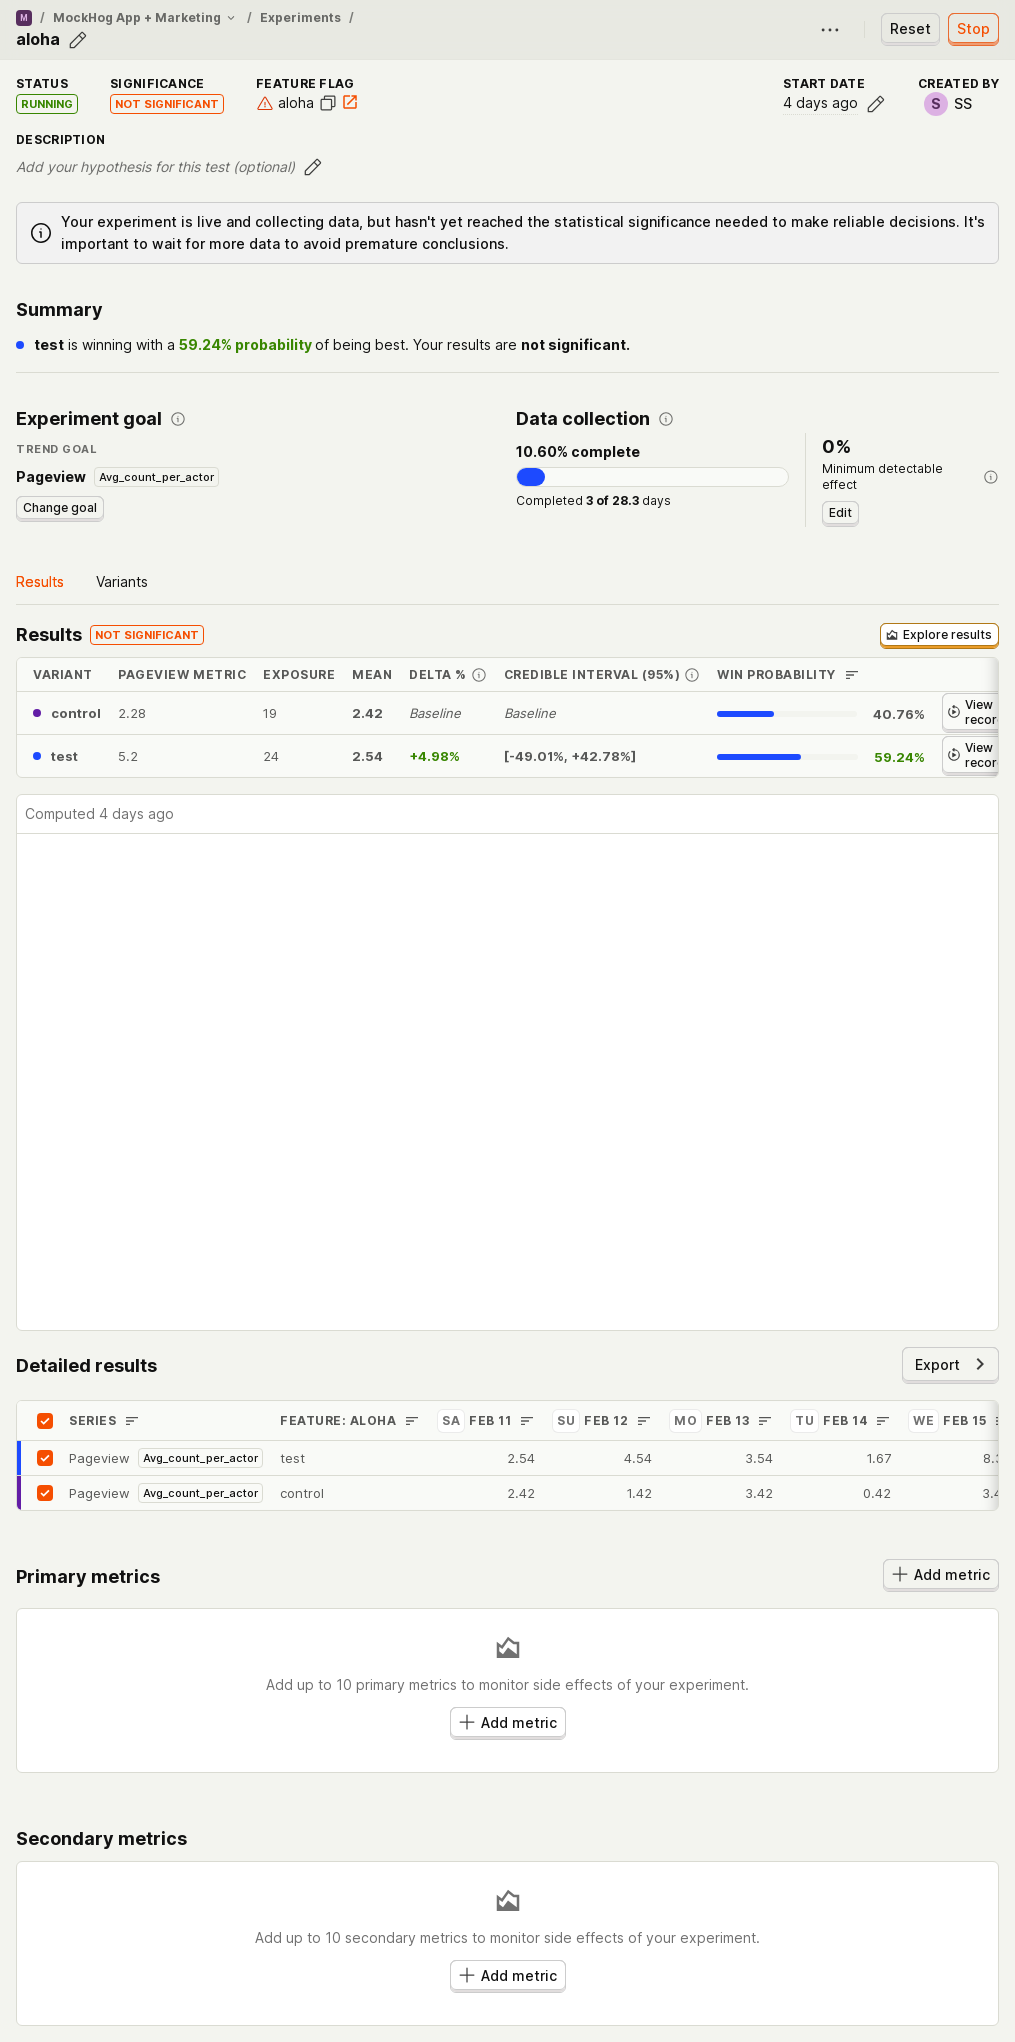 M / MockHog App + Marketing / Experiments /
aloha
Reset Stop
STATUS SIGNIFICANCE FEATURE FLAG START DATE CREATED BY
RUNNING NOT SIGNIFICANT aloha 4 days ago S SS
DESCRIPTION
Add your hypothesis for this test (optional)
Your experiment is live and collecting data, but hasn't yet reached the statistical significance needed to make reliable decisions. It's
important to wait for more data to avoid premature conclusions.
Summary
test is winning with a 59.24% probability of being best. Your results are not significant.
Experiment goal
TREND GOAL
Pageview Avg_count_per_actor
Change goal
Data collection
10.60% complete
Completed 3 of 28.3 days
0%
Minimum detectable
effect
Edit
Results Variants
Results NOT SIGNIFICANT Explore results
VARIANT PAGEVIEW METRIC EXPOSURE MEAN DELTA % CREDIBLE INTERVAL (95%) WIN PROBABILITY
control 2.28 19 2.42 Baseline Baseline 40.76% View
recor
test 5.2 24 2.54 +4.98% [-49.01%, +42.78%] 59.24% View
recor
Computed 4 days ago
Detailed results Export
SERIES FEATURE: ALOHA SA FEB 11 SU FEB 12 MO FEB 13 TU FEB 14 WE FEB 15
Pageview Avg_count_per_actor test 2.54 4.54 3.54 1.67 8.3
Pageview Avg_count_per_actor control 2.42 1.42 3.42 0.42 3.4
Primary metrics Add metric
Add up to 10 primary metrics to monitor side effects of your experiment.
Add metric
Secondary metrics
Add up to 10 secondary metrics to monitor side effects of your experiment.
Add metric